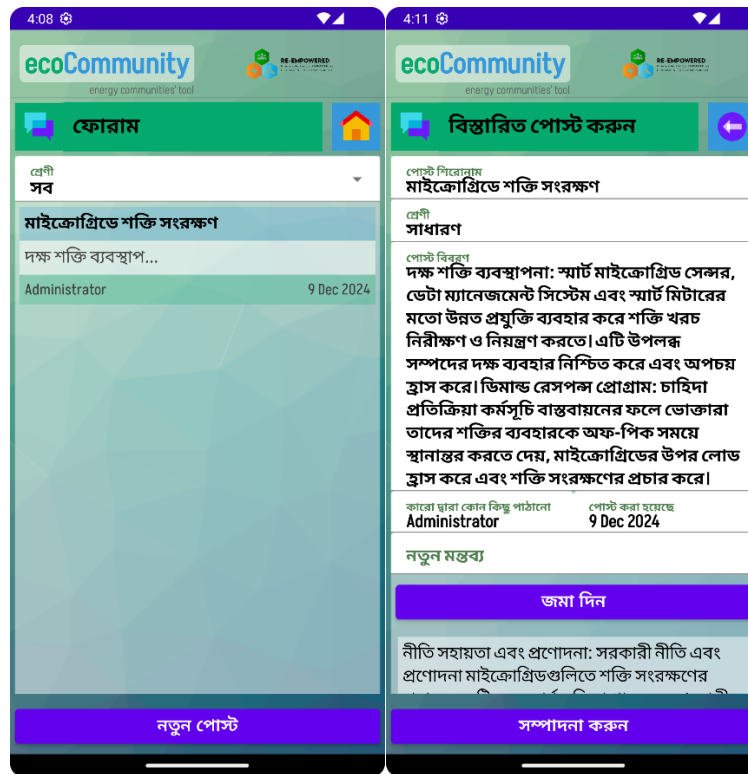 4:08
ecoCommunity
energy communities' tool
RE-EMPOWERED
ফোরাম
শ্রেণী
সব
মাইক্রোগ্রিডে শক্তি সংরক্ষণ
দক্ষ শক্তি ব্যবস্থাপ...
Administrator 9 Dec 2024
নতুন পোস্ট
4:11
ecoCommunity
energy communities' tool
RE-EMPOWERED
বিস্তারিত পোস্ট করুন
পোস্ট শিরোনাম
মাইক্রোগ্রিডে শক্তি সংরক্ষণ
শ্রেণী
সাধারণ
পোস্ট বিবরণ
দক্ষ শক্তি ব্যবস্থাপনা: স্মার্ট মাইক্রোগ্রিড সেন্সর,
ডেটা ম্যানেজমেন্ট সিস্টেম এবং স্মার্ট মিটারের
মতো উন্নত প্রযুক্তি ব্যবহার করে শক্তি খরচ
নিরীক্ষণ ও নিয়ন্ত্রণ করতে। এটি উপলব্ধ
সম্পদের দক্ষ ব্যবহার নিশ্চিত করে এবং অপচয়
হ্রাস করে। ডিমান্ড রেসপন্স প্রোগ্রাম: চাহিদা
প্রতিক্রিয়া কর্মসূচি বাস্তবায়নের ফলে ভোক্তারা
তাদের শক্তির ব্যবহারকে অফ-পিক সময়ে
স্থানান্তর করতে দেয়, মাইক্রোগ্রিডের উপর লোড
হ্রাস করে এবং শক্তি সংরক্ষণের প্রচার করে।
কারো দ্বারা কোন কিছু পাঠানো পোস্ট করা হয়েছে
Administrator 9 Dec 2024
নতুন মন্তব্য
জমা দিন
নীতি সহায়তা এবং প্রণোদনা: সরকারী নীতি এবং
প্রণোদনা মাইক্রোগ্রিডগুলিতে শক্তি সংরক্ষণের
সম্পাদনা করুন